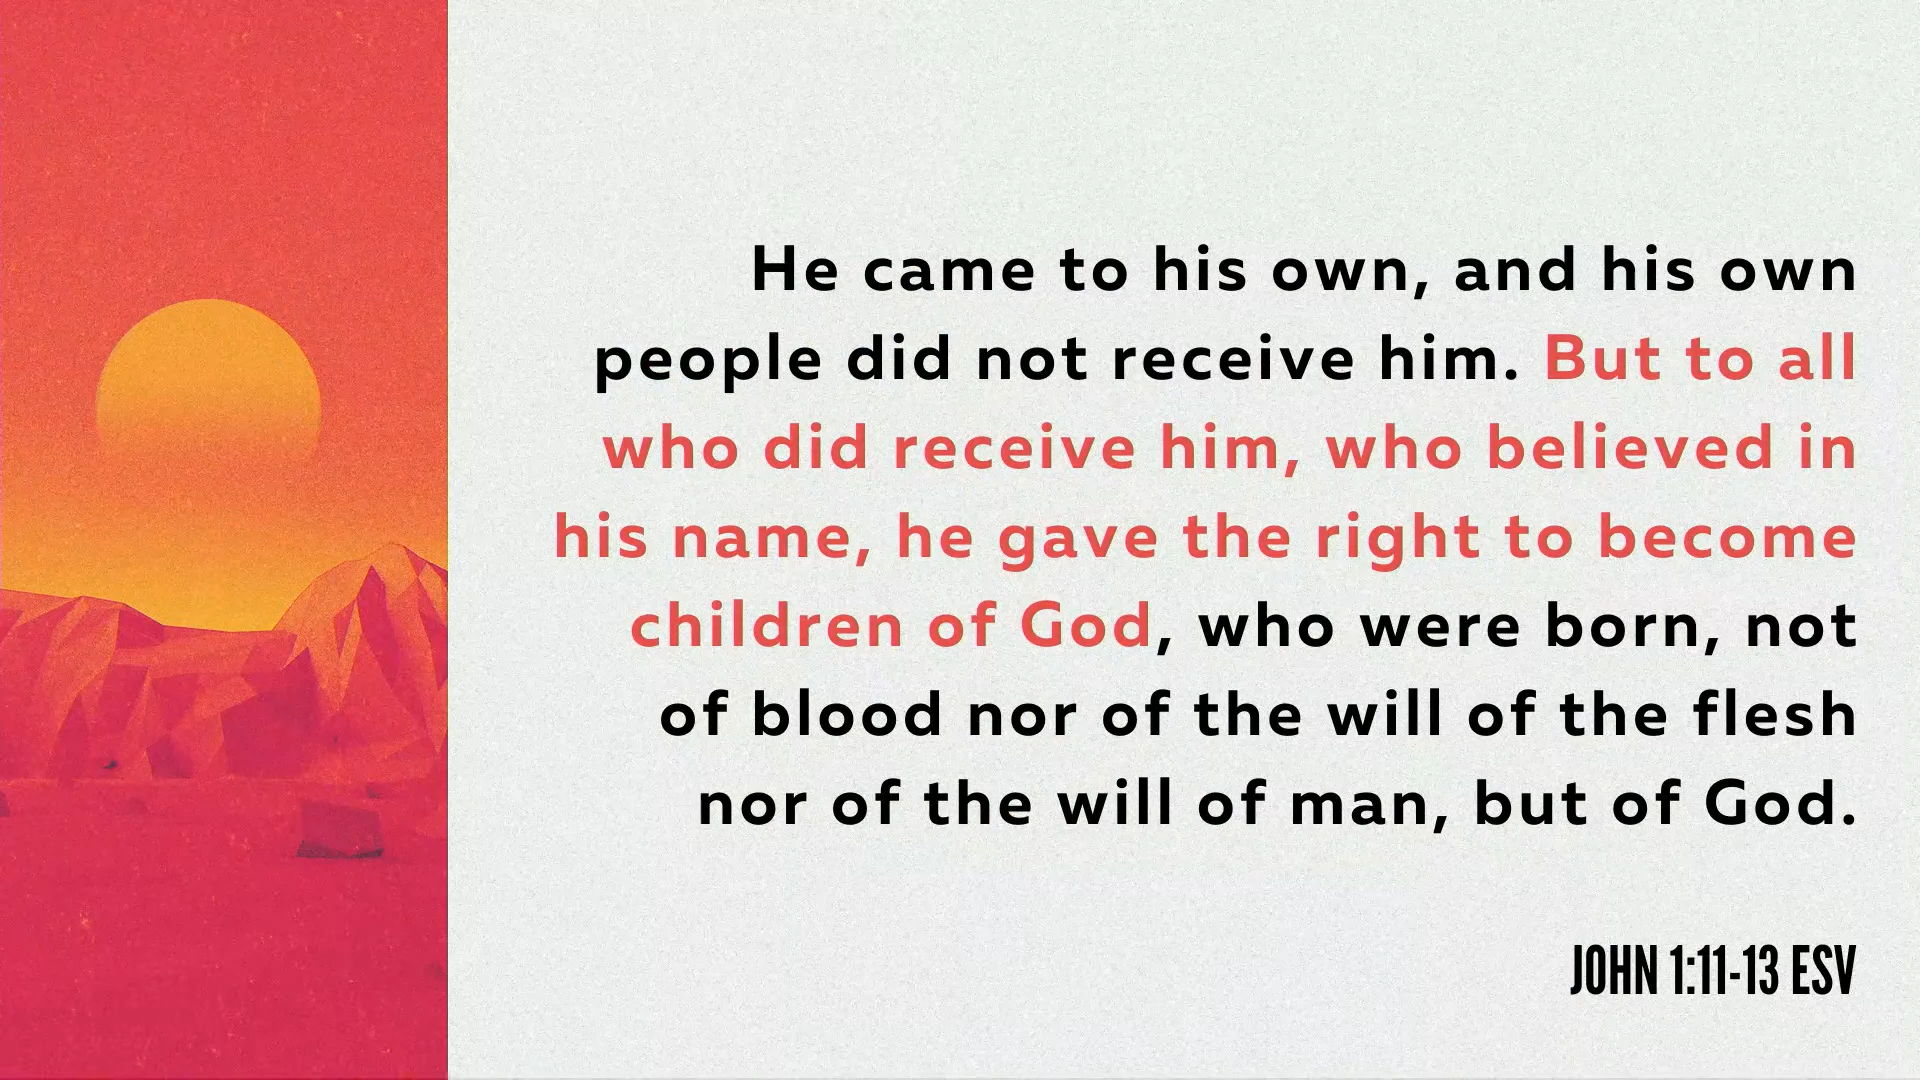 He came to his own, and his own
people did not receive him. But to all
who did receive him, who believed in
his name, he gave the right to become
children of God, who were born, not
of blood nor of the will of the flesh
nor of the will of man, but of God.
JOHN 1:11-13 ESV